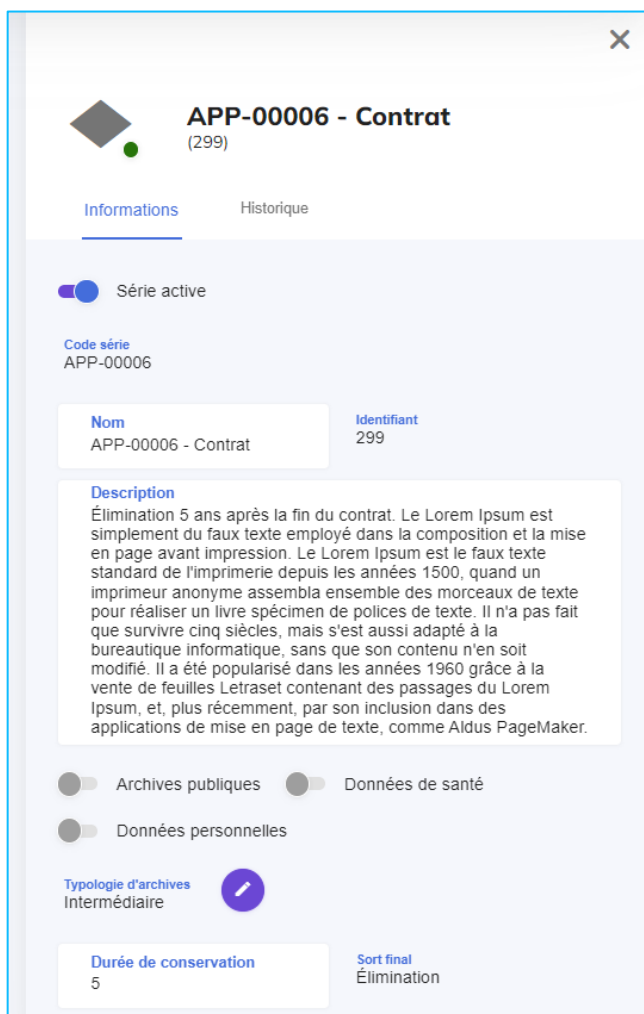 APP-00006 - Contrat
(299)
Informations
Historique
Série active
Code série
APP-00006
Nom
APP-00006 - Contrat
Identifiant
299
Description
Élimination 5 ans après la fin du contrat. Le Lorem Ipsum est
simplement du faux texte employé dans la composition et la mise
en page avant impression. Le Lorem Ipsum est le faux texte
standard de l'imprimerie depuis les années 1500, quand un
imprimeur anonyme assembla ensemble des morceaux de texte
pour réaliser un livre spécimen de polices de texte. Il n'a pas fait
que survivre cinq siècles, mais s'est aussi adapté à la
bureautique informatique, sans que son contenu n'en soit
modifié. Il a été popularisé dans les années 1960 grâce à la
vente de feuilles Letraset contenant des passages du Lorem
Ipsum, et, plus récemment, par son inclusion dans des
applications de mise en page de texte, comme Aldus PageMaker.
Archives publiques
Données de santé
Données personnelles
Typologie d'archives
Intermédiaire
Durée de conservation
5
Sort final
Élimination